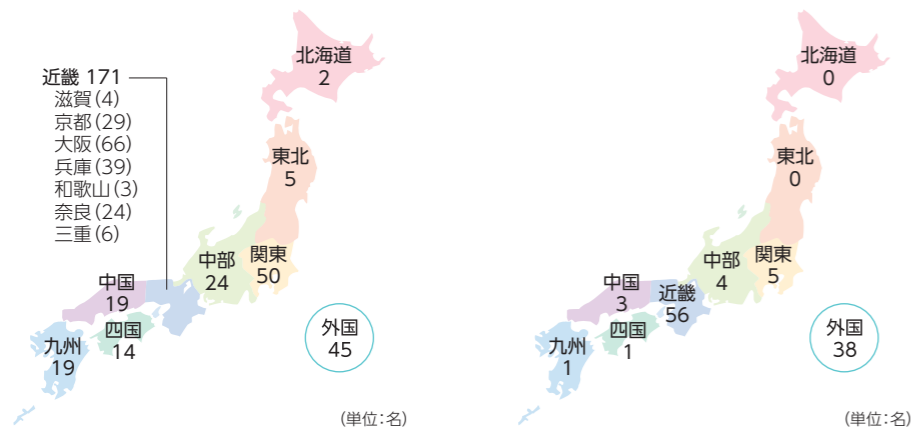 北海道
2
近畿 171
滋賀(4)
京都(29)
大阪(66)
兵庫(39)
和歌山(3)
奈良(24)
三重(6)
東北
5
関東
50
中部
24
中国
19
四国
14
九州
19
外国
45
(単位:名)
北海道
0
東北
0
関東
5
中部
4
近畿
56
中国
3
四国
1
九州
1
外国
38
(単位:名)